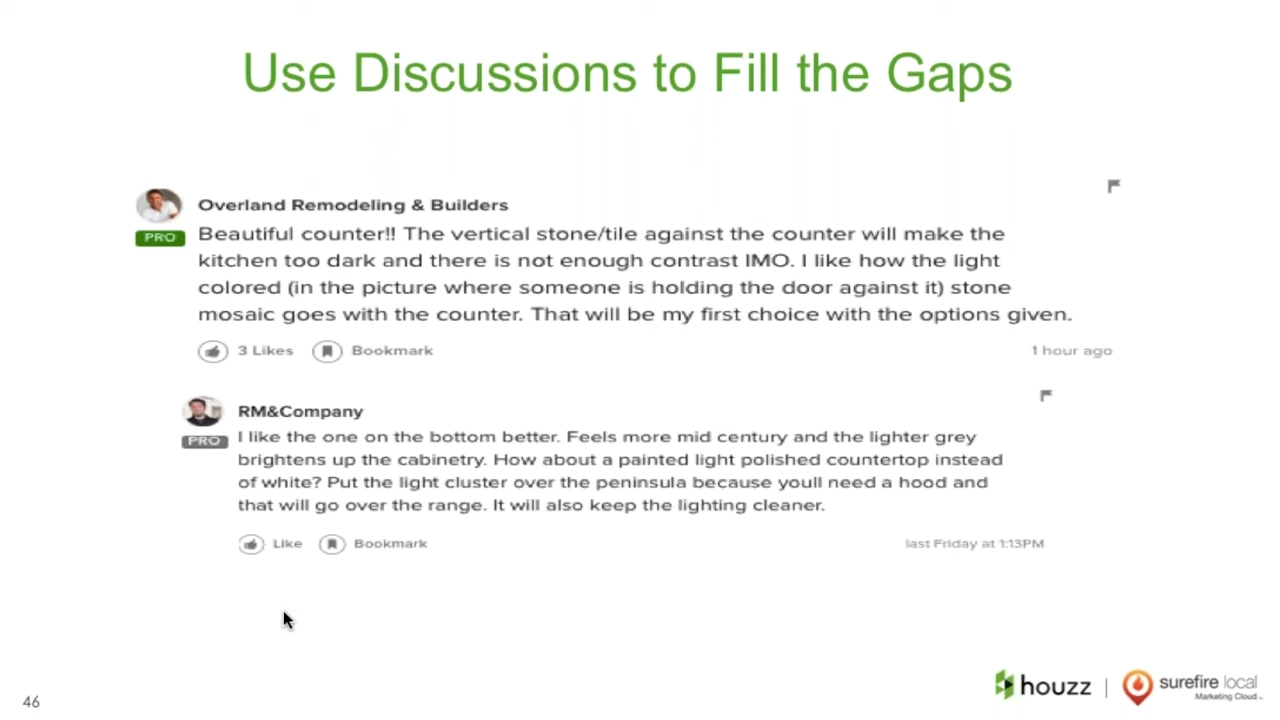 Use Discussions to Fill the Gaps
Overland Remodeling & Builders
PRO
Beautiful counter!! The vertical stone/tile against the counter will make the
kitchen too dark and there is not enough contrast IMO. I like how the light
colored (in the picture where someone is holding the door against it) stone
mosaic goes with the counter. That will be my first choice with the options given.
3 Likes Bookmark 1 hour ago
RM&Company
PRO
I like the one on the bottom better. Feels more mid century and the lighter grey
brightens up the cabinetry. How about a painted light polished countertop instead
of white? Put the light cluster over the peninsula because youll need a hood and
that will go over the range. It will also keep the lighting cleaner.
Like Bookmark last Friday at 1:13PM
46
houzz | surefire local
Marketing Cloud